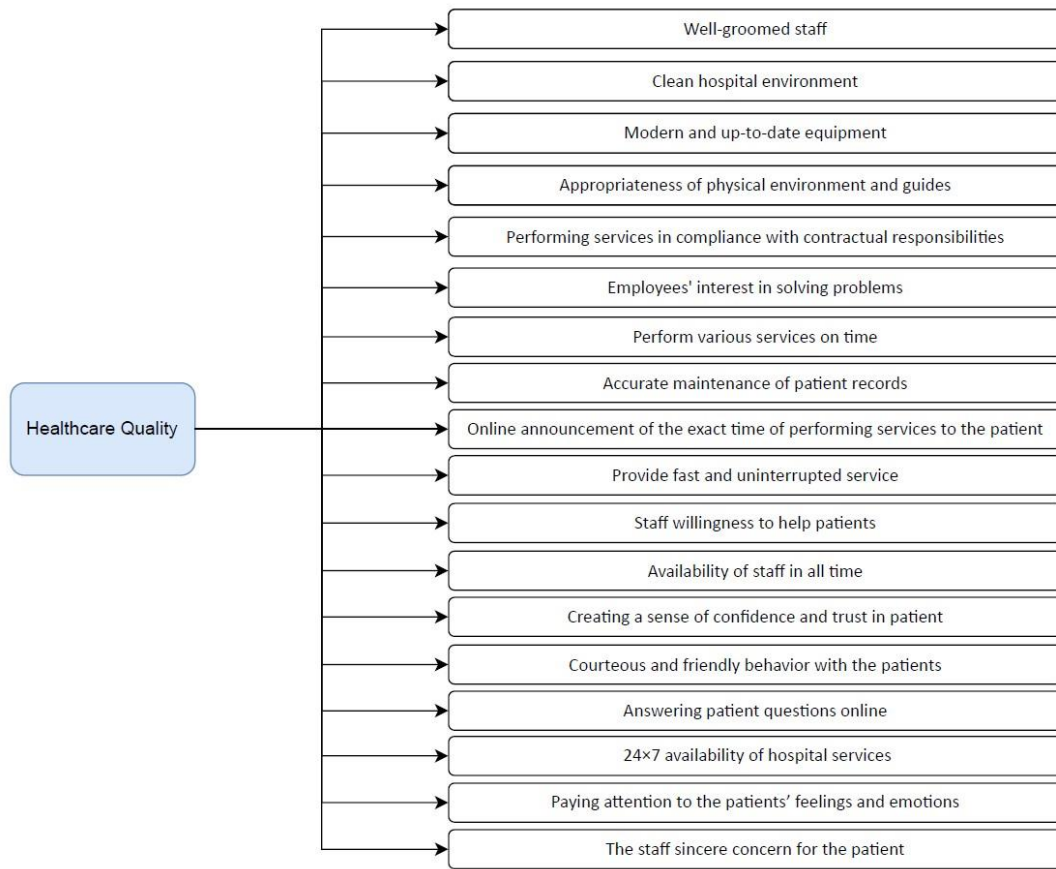 Well-groomed staff
Clean hospital environment
Modern and up-to-date equipment
Appropriateness of physical environment and guides
Performing services in compliance with contractual responsibilities
Employees' interest in solving problems
Perform various services on time
Accurate maintenance of patient records
Healthcare Quality
Online announcement of the exact time of performing services to the patient
Provide fast and uninterrupted service
Staff willingness to help patients
Availability of staff in all time
Creating a sense of confidence and trust in patient
Courteous and friendly behavior with the patients
Answering patient questions online
24×7 availability of hospital services
Paying attention to the patients’ feelings and emotions
The staff sincere concern for the patient